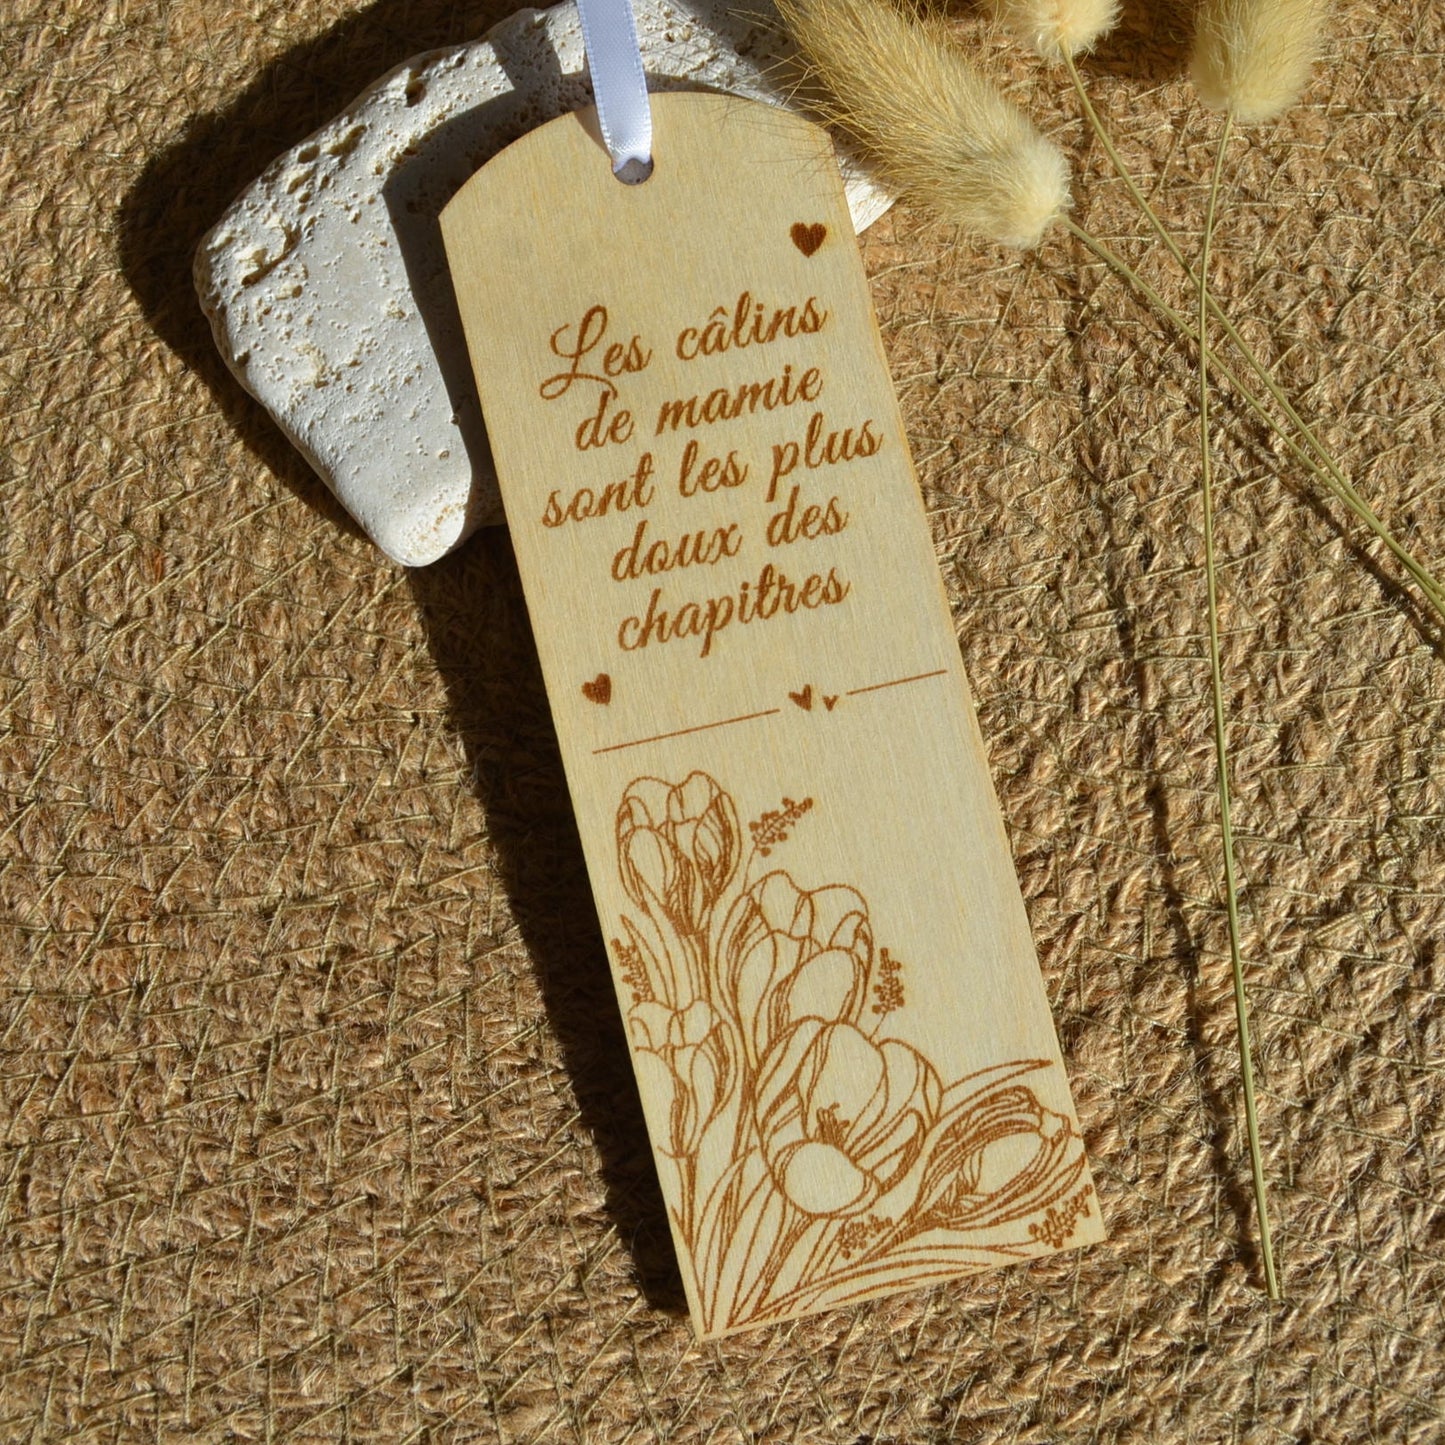 Les câlins
de mamie
sont les plus
doux des
chapitres